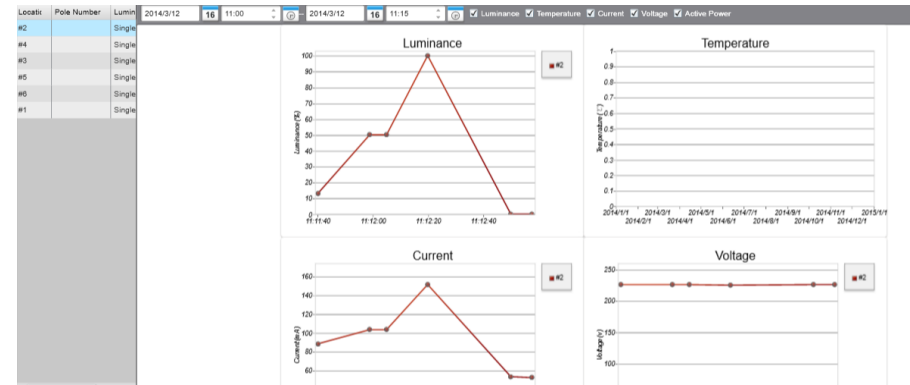 Locatic Pole Number Lumin 2014/3/12 16 11:00 2014/3/12 16 11:15 Luminance Temperature Current Voltage Active Power
#2 Single
#4 Single
#3 Single
#5 Single
#6 Single
#1 Single
Luminance
#2
Luminance (%)
100
90
80
70
60
50
40
30
20
10
0
11:11:40 11:12:00 11:12:20 11:12:40
Temperature
Temperature (℃)
1
0.9
0.8
0.7
0.6
0.5
0.4
0.3
0.2
0.1
0
2014/1/1 2014/3/1 2014/5/1 2014/7/1 2014/9/1 2014/11/1 2015/1/1
2014/2/1 2014/4/1 2014/6/1 2014/8/1 2014/10/1 2014/12/1
Current
#2
Current(mA)
160
140
120
100
80
60
Voltage
#2
Voltage(v)
250
200
150
100